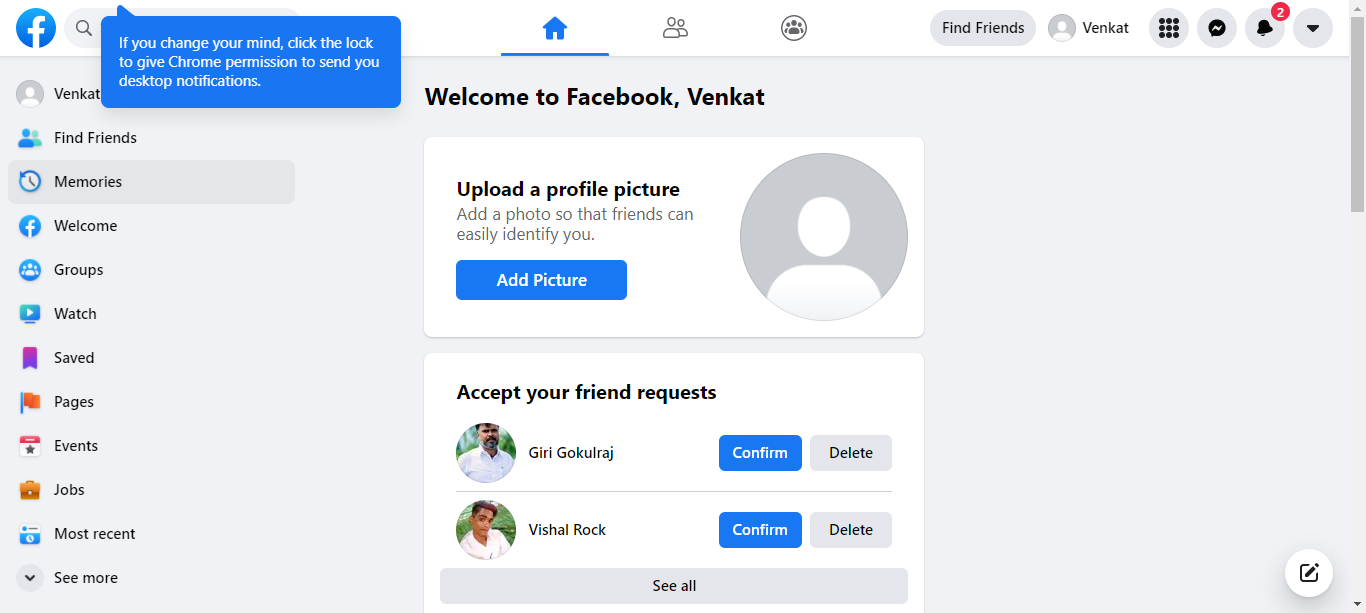 If you change your mind, click the lock
to give Chrome permission to send you
desktop notifications.
Find Friends
Venkat
2
Venkat
Find Friends
Memories
Welcome
Groups
Watch
Saved
Pages
Events
Jobs
Most recent
See more
Welcome to Facebook, Venkat
Upload a profile picture
Add a photo so that friends can
easily identify you.
Add Picture
Accept your friend requests
Giri Gokulraj
Confirm
Delete
Vishal Rock
Confirm
Delete
See all